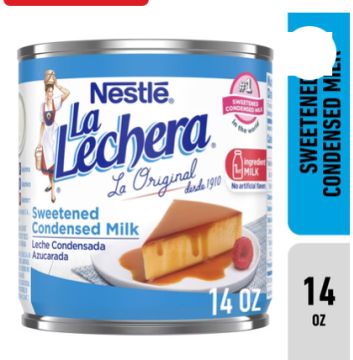 Nestlé®
La
Lechera®
La Original
desde 1910
#1
SWEETENED
CONDENSED MILK
in the world
#1 ingredient
MILK
No artificial flavors
Sweetened
Condensed Milk
Leche Condensada
Azucarada
14 OZ
SWEETENED
CONDENSED MILK
14
OZ